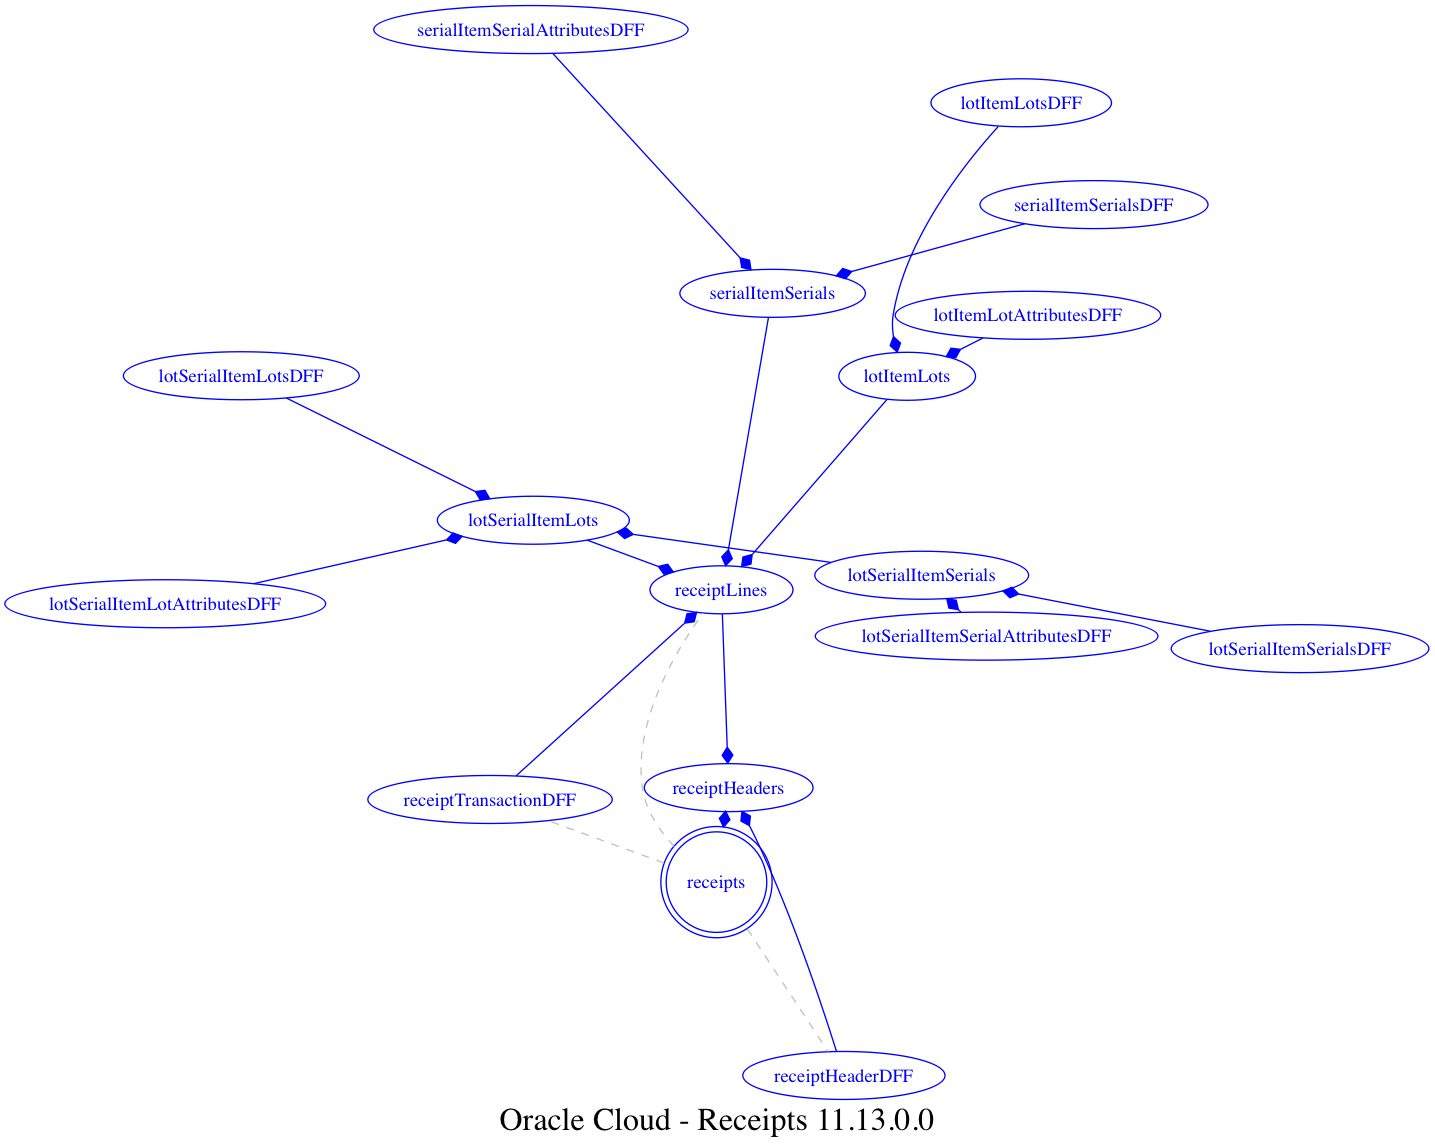 serialItemSerialAttributesDFF
lotItemLotsDFF
serialItemSerialsDFF
serialItemSerials
lotItemLotAttributesDFF
lotSerialItemLotsDFF
lotItemLots
lotSerialItemLots
lotSerialItemSerials
receiptLines
lotSerialItemLotAttributesDFF
lotSerialItemSerialAttributesDFF
lotSerialItemSerialsDFF
receiptHeaders
receiptTransactionDFF
receipts
receiptHeaderDFF
Oracle Cloud - Receipts 11.13.0.0